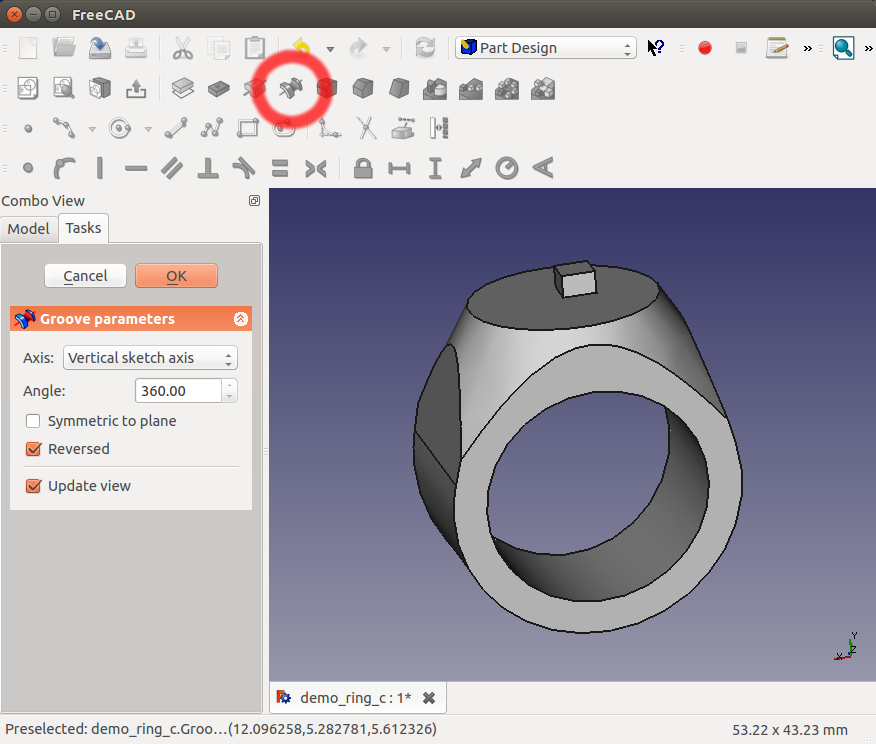 FreeCAD
Part Design
Combo View
Model Tasks
Cancel OK
Groove parameters
Axis: Vertical sketch axis
Angle: 360.00
Symmetric to plane
Reversed
Update view
Y
Z
X
demo_ring_c : 1*
Preselected: demo_ring_c.Groo...(12.096258,5.282781,5.612326) 53.22 x 43.23 mm